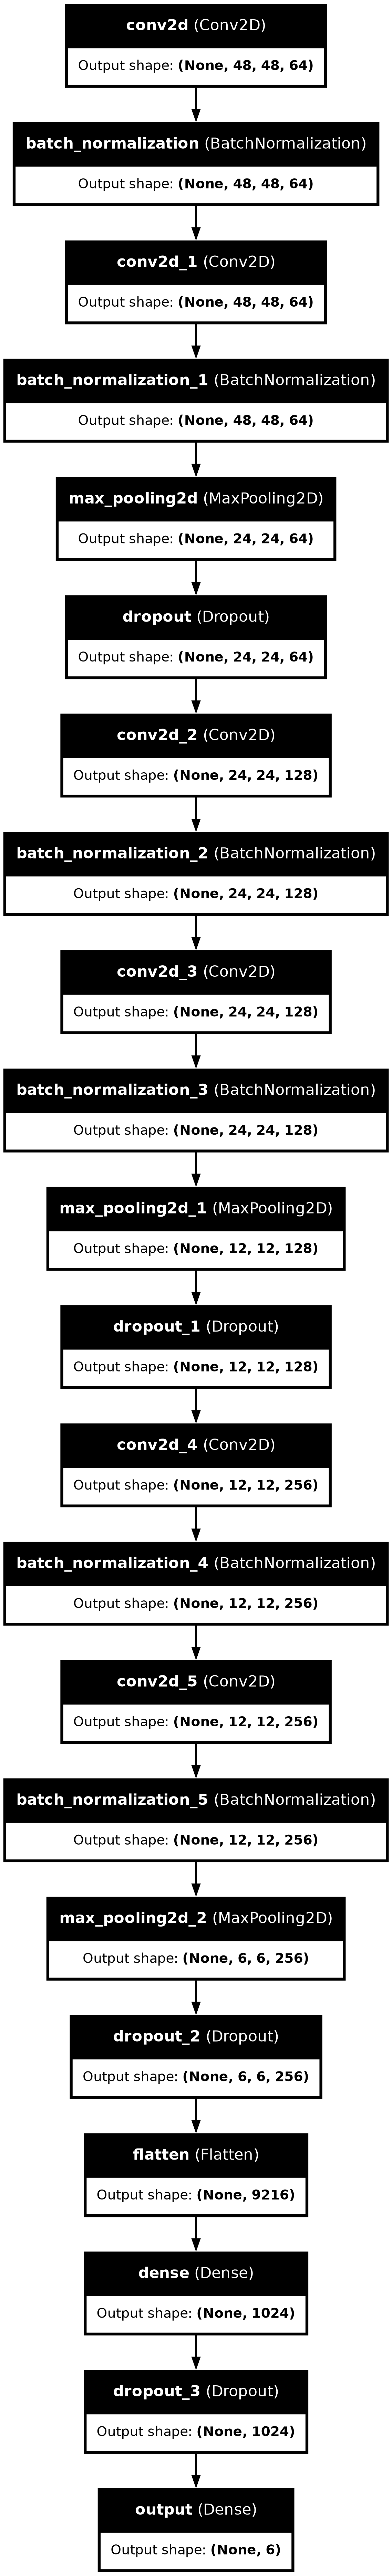 conv2d (Conv2D)
Output shape: (None, 48, 48, 64)
batch_normalization (BatchNormalization)
Output shape: (None, 48, 48, 64)
conv2d_1 (Conv2D)
Output shape: (None, 48, 48, 64)
batch_normalization_1 (BatchNormalization)
Output shape: (None, 48, 48, 64)
max_pooling2d (MaxPooling2D)
Output shape: (None, 24, 24, 64)
dropout (Dropout)
Output shape: (None, 24, 24, 64)
conv2d_2 (Conv2D)
Output shape: (None, 24, 24, 128)
batch_normalization_2 (BatchNormalization)
Output shape: (None, 24, 24, 128)
conv2d_3 (Conv2D)
Output shape: (None, 24, 24, 128)
batch_normalization_3 (BatchNormalization)
Output shape: (None, 24, 24, 128)
max_pooling2d_1 (MaxPooling2D)
Output shape: (None, 12, 12, 128)
dropout_1 (Dropout)
Output shape: (None, 12, 12, 128)
conv2d_4 (Conv2D)
Output shape: (None, 12, 12, 256)
batch_normalization_4 (BatchNormalization)
Output shape: (None, 12, 12, 256)
conv2d_5 (Conv2D)
Output shape: (None, 12, 12, 256)
batch_normalization_5 (BatchNormalization)
Output shape: (None, 12, 12, 256)
max_pooling2d_2 (MaxPooling2D)
Output shape: (None, 6, 6, 256)
dropout_2 (Dropout)
Output shape: (None, 6, 6, 256)
flatten (Flatten)
Output shape: (None, 9216)
dense (Dense)
Output shape: (None, 1024)
dropout_3 (Dropout)
Output shape: (None, 1024)
output (Dense)
Output shape: (None, 6)